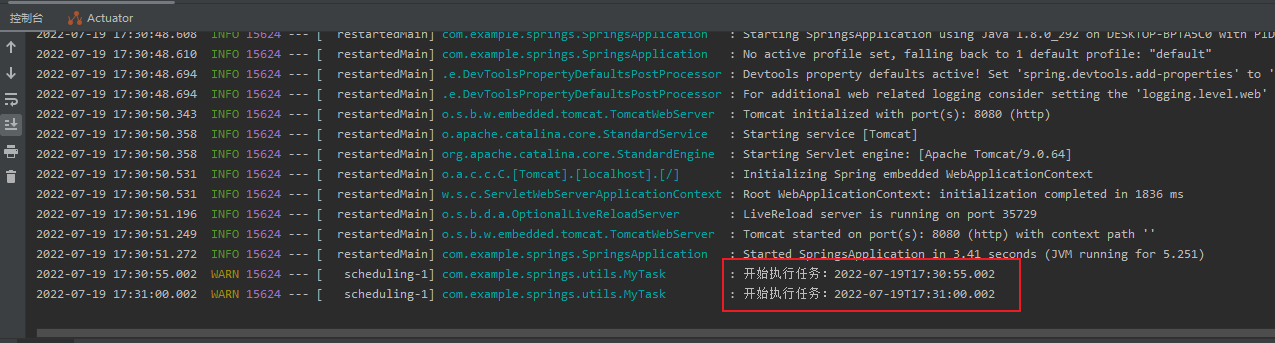 控制台 Actuator
2022-07-19 17:30:48.608 INFO 15624 --- [ restartedMain] com.example.springs.SpringsApplication : Starting SpringsApplication using Java 1.8.0_292 on DESKTOP-BPTA5C0 with PID
2022-07-19 17:30:48.610 INFO 15624 --- [ restartedMain] com.example.springs.SpringsApplication : No active profile set, falling back to 1 default profile: "default"
2022-07-19 17:30:48.694 INFO 15624 --- [ restartedMain] .e.DevToolsPropertyDefaultsPostProcessor : Devtools property defaults active! Set 'spring.devtools.add-properties' to '
2022-07-19 17:30:48.694 INFO 15624 --- [ restartedMain] .e.DevToolsPropertyDefaultsPostProcessor : For additional web related logging consider setting the 'logging.level.web'
2022-07-19 17:30:50.343 INFO 15624 --- [ restartedMain] o.s.b.w.embedded.tomcat.TomcatWebServer : Tomcat initialized with port(s): 8080 (http)
2022-07-19 17:30:50.358 INFO 15624 --- [ restartedMain] o.apache.catalina.core.StandardService : Starting service [Tomcat]
2022-07-19 17:30:50.358 INFO 15624 --- [ restartedMain] org.apache.catalina.core.StandardEngine : Starting Servlet engine: [Apache Tomcat/9.0.64]
2022-07-19 17:30:50.531 INFO 15624 --- [ restartedMain] o.a.c.c.C.[Tomcat].[localhost].[/] : Initializing Spring embedded WebApplicationContext
2022-07-19 17:30:50.531 INFO 15624 --- [ restartedMain] w.s.c.ServletWebServerApplicationContext : Root WebApplicationContext: initialization completed in 1836 ms
2022-07-19 17:30:51.196 INFO 15624 --- [ restartedMain] o.s.b.d.a.OptionalLiveReloadServer : LiveReload server is running on port 35729
2022-07-19 17:30:51.249 INFO 15624 --- [ restartedMain] o.s.b.w.embedded.tomcat.TomcatWebServer : Tomcat started on port(s): 8080 (http) with context path ''
2022-07-19 17:30:51.272 INFO 15624 --- [ restartedMain] com.example.springs.SpringsApplication : Started SpringsApplication in 3.41 seconds (JVM running for 5.251)
2022-07-19 17:30:55.002 WARN 15624 --- [ scheduling-1] com.example.springs.utils.MyTask : 开始执行任务：2022-07-19T17:30:55.002
2022-07-19 17:31:00.002 WARN 15624 --- [ scheduling-1] com.example.springs.utils.MyTask : 开始执行任务：2022-07-19T17:31:00.002